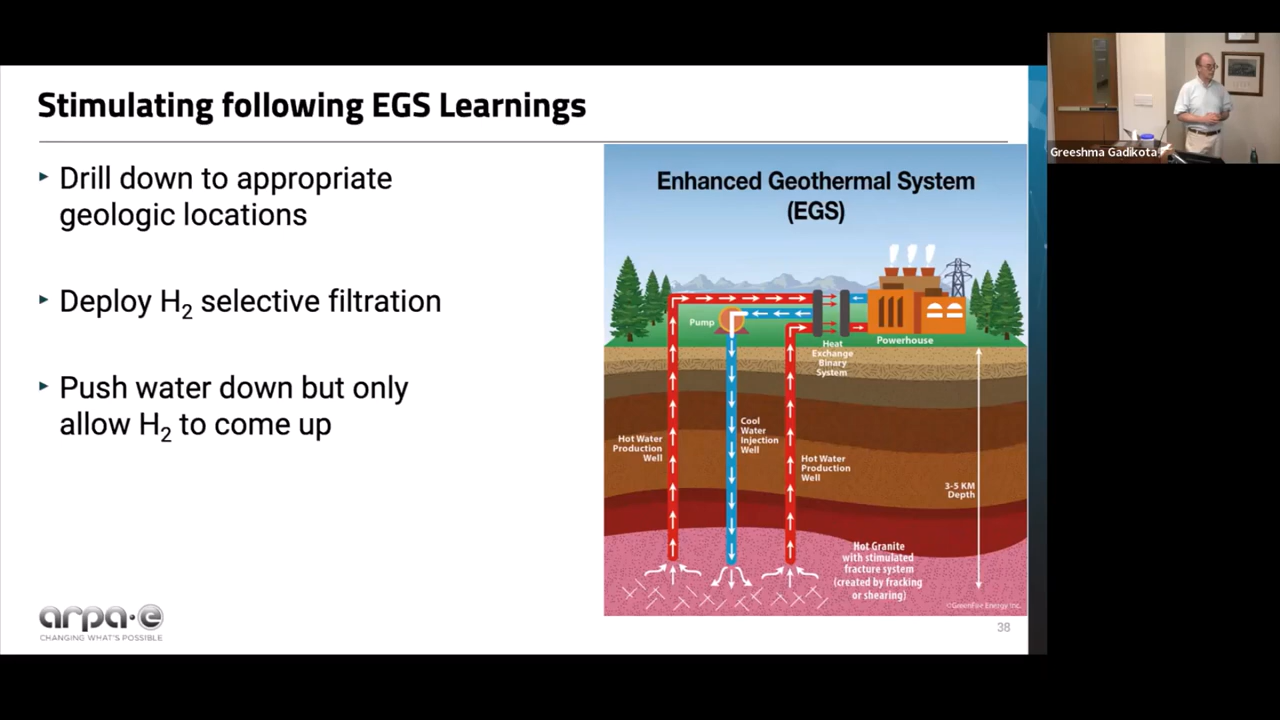 Stimulating following EGS Learnings
Drill down to appropriate
geologic locations
Deploy H₂ selective filtration
Push water down but only
allow H₂ to come up
Enhanced Geothermal System
(EGS)
Pump
Heat
Exchange
Binary
System
Powerhouse
Hot Water
Production
Well
Cool
Water
Injection
Well
Hot Water
Production
Well
3-5 KM
Depth
Hot Granite
with stimulated
fracture system
(created by fracking
or shearing)
©GreenFire Energy Inc.
arpa·e
CHANGING WHAT'S POSSIBLE
38
Greeshma Gadikota